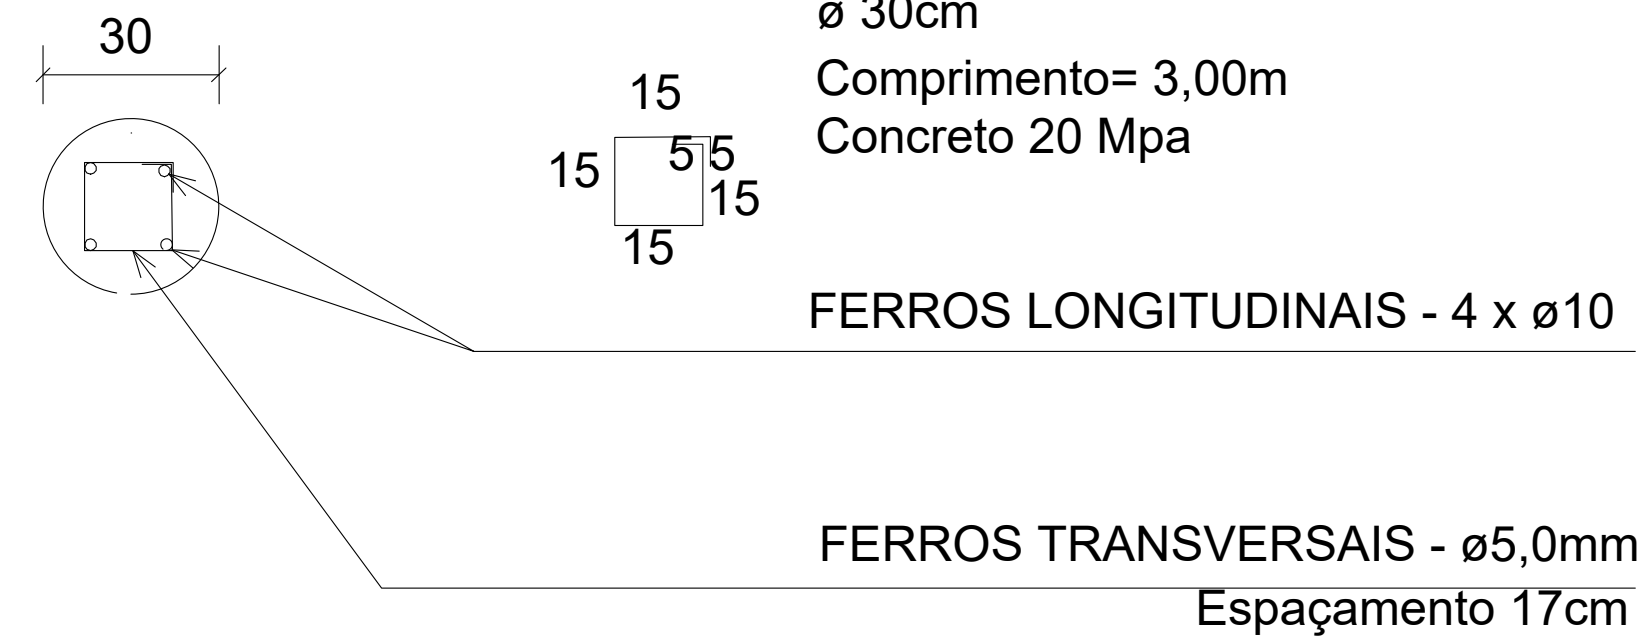 ø 30cm
30
Comprimento= 3,00m
15
Concreto 20 Mpa
5 5
15
15
15
FERROS LONGITUDINAIS - 4 x ø10
FERROS TRANSVERSAIS - ø5,0mm
Espaçamento 17cm